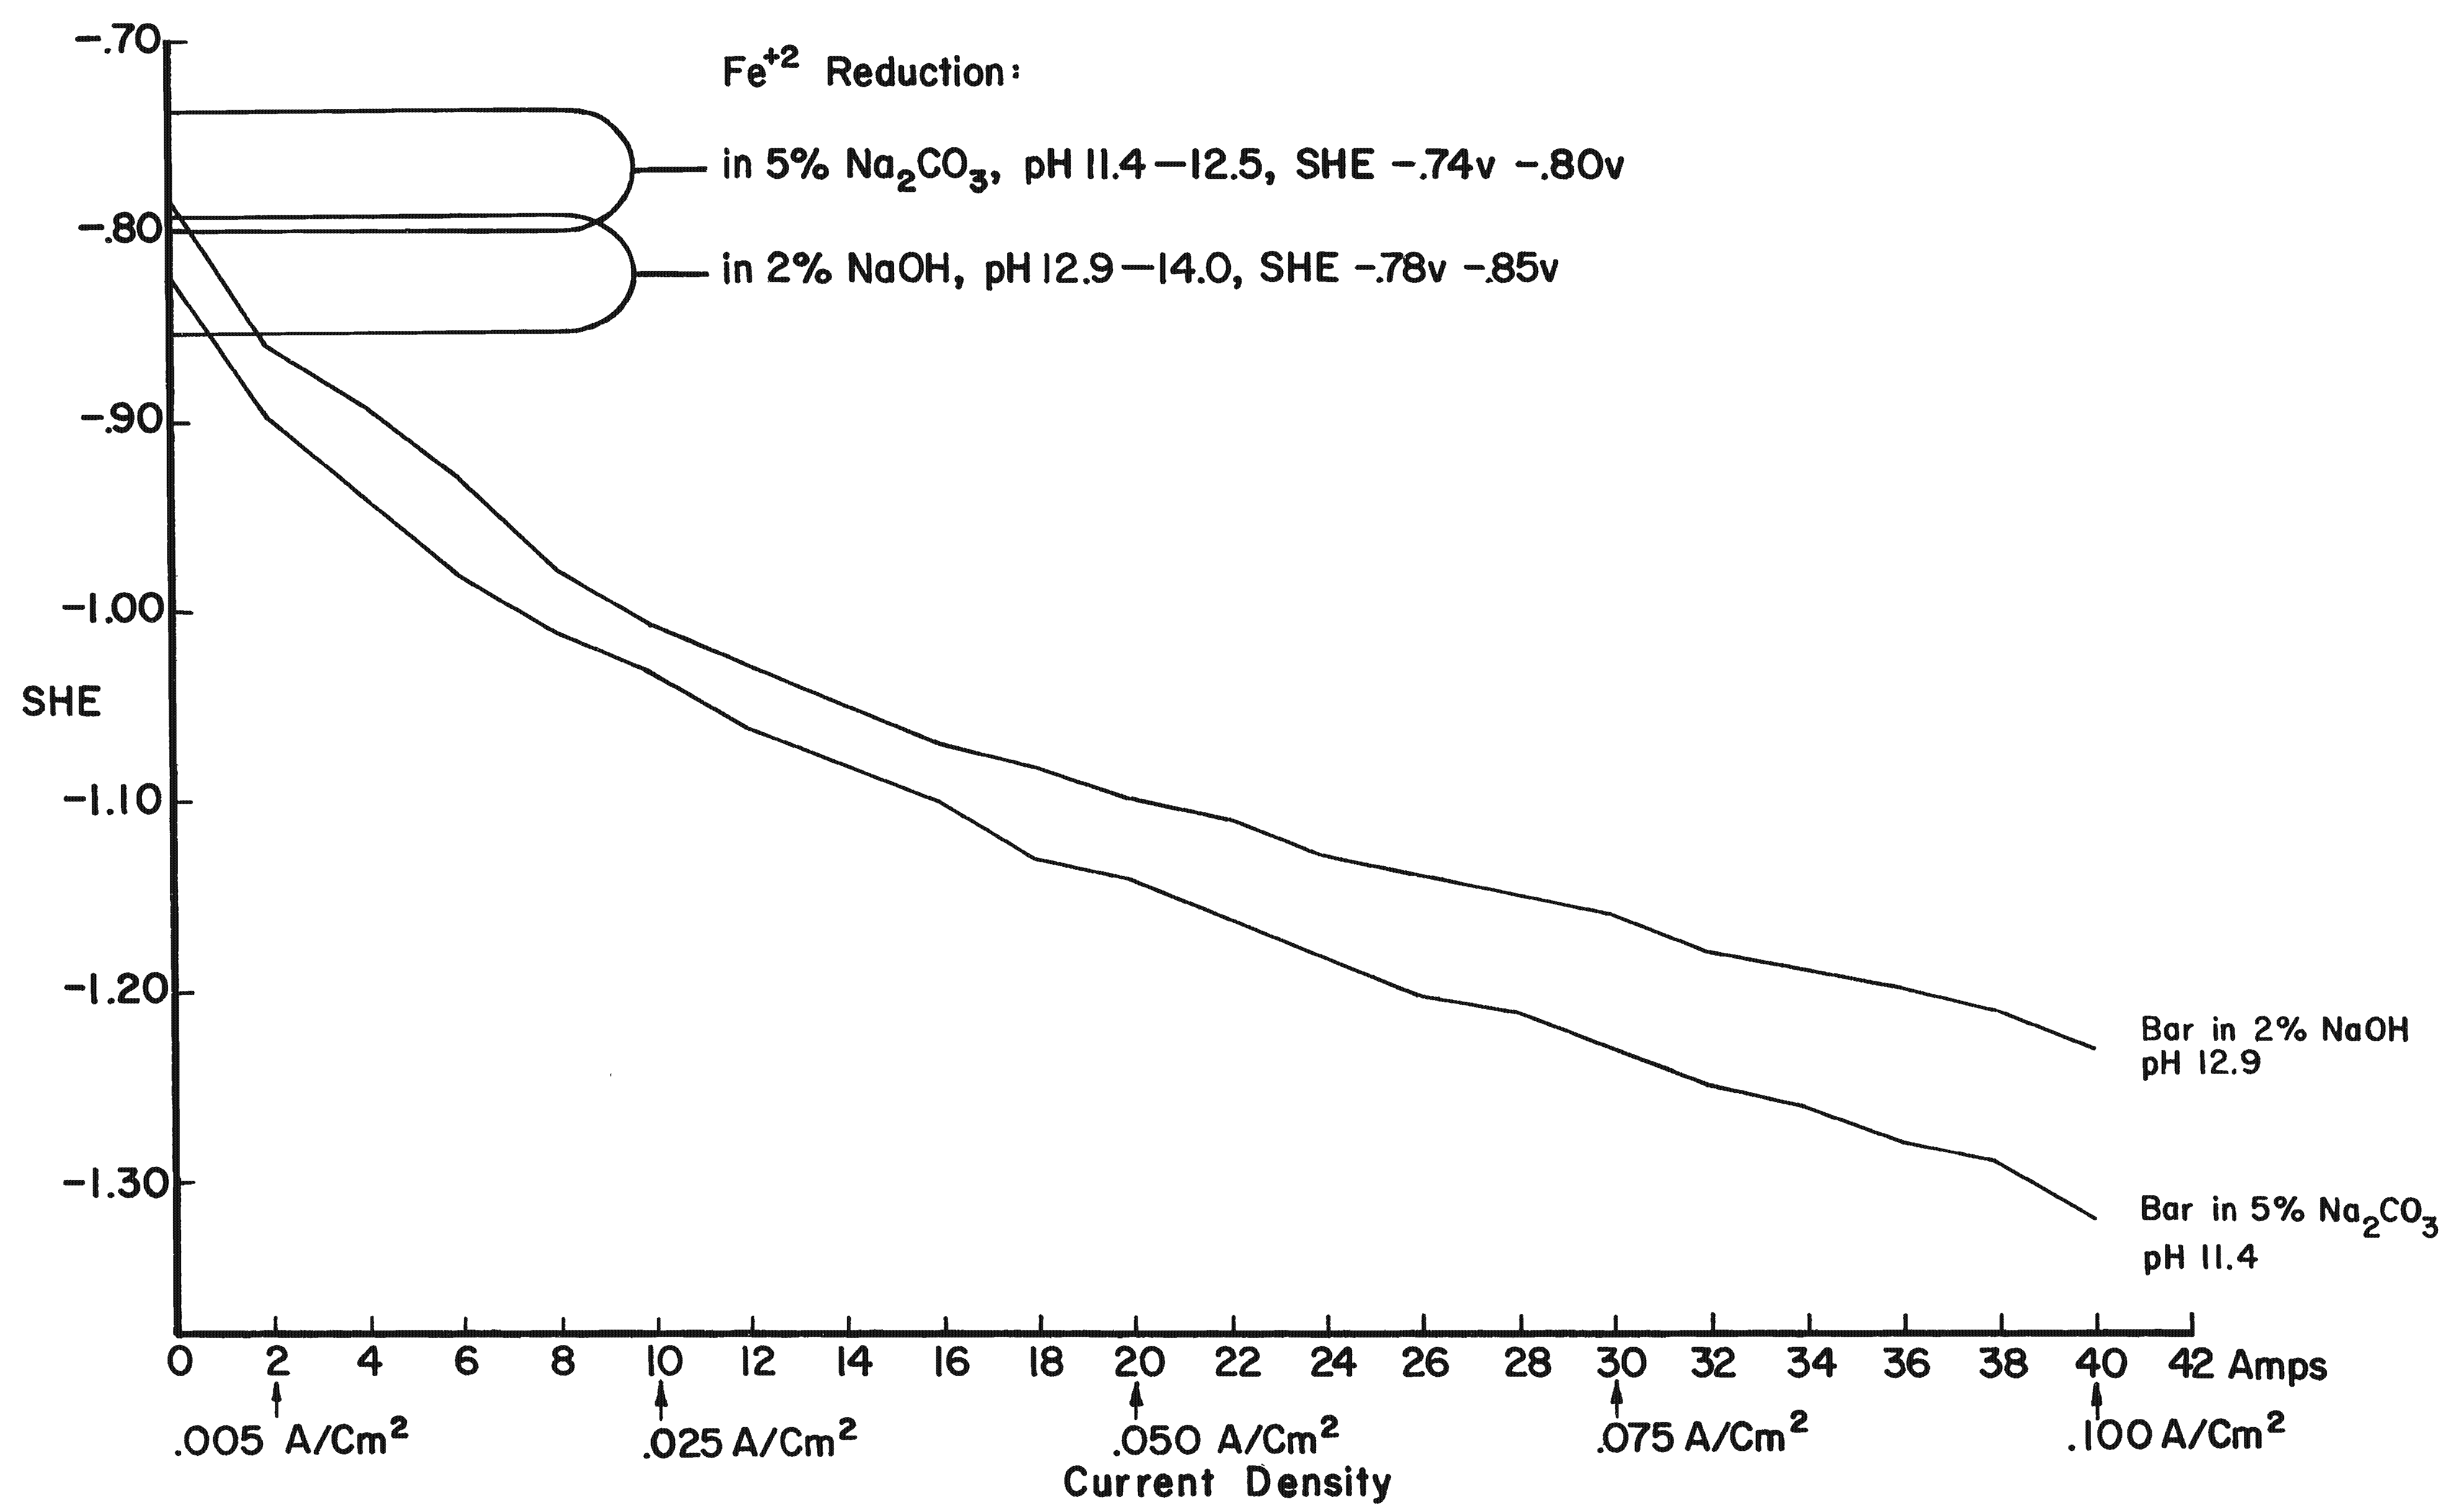 Fe⁺² Reduction:
in 5% Na₂CO₃, pH 11.4—12.5, SHE —.74v —.80v
in 2% NaOH, pH 12.9—14.0, SHE —.78v —.85v
—.70
—.80
—.90
—1.00
SHE
—1.10
—1.20
—1.30
Bar in 2% NaOH
pH 12.9
Bar in 5% Na₂CO₃
pH 11.4
0 2 4 6 8 10 12 14 16 18 20 22 24 26 28 30 32 34 36 38 40 42 Amps
.005 A/Cm² .025 A/Cm² .050 A/Cm² .075 A/Cm² .100 A/Cm²
Current Density